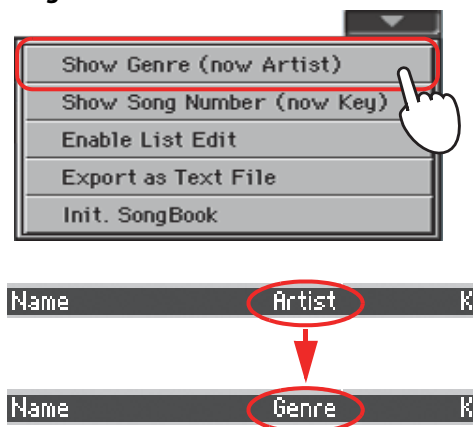 Show Genre (now Artist)
Show Song Number (now Key)
Enable List Edit
Export as Text File
Init. SongBook
Name Artist K
Name Genre K